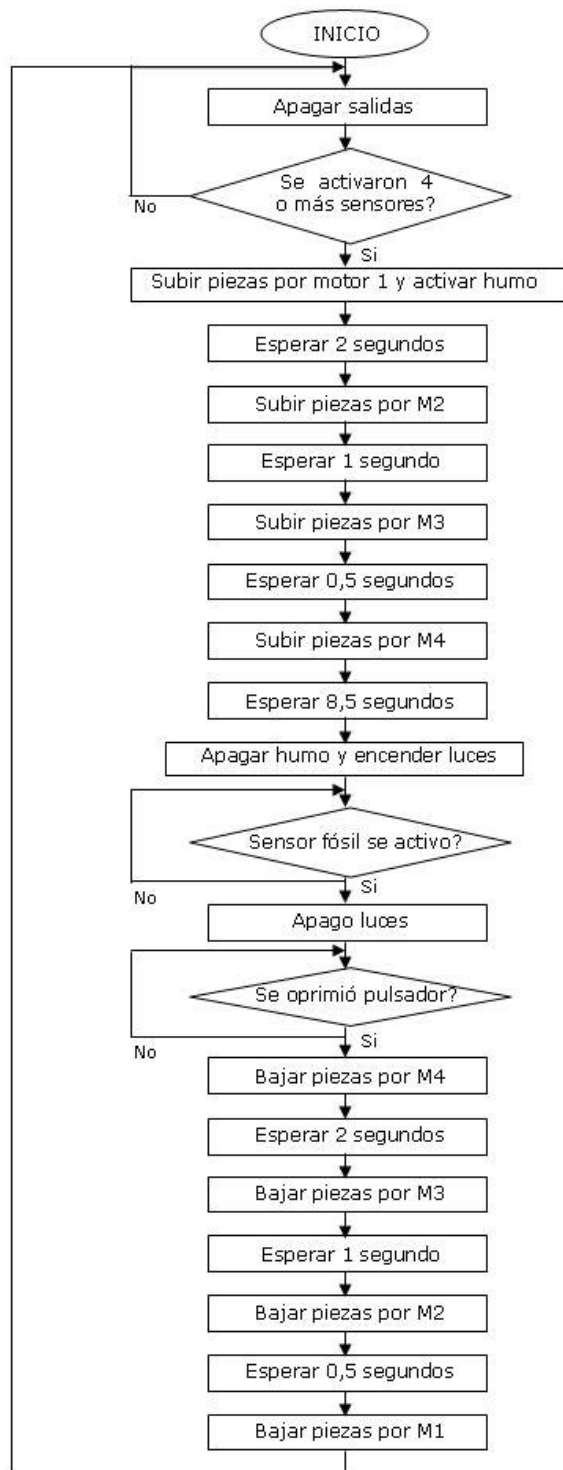 INICIO
Apagar salidas
Se activaron 4
o más sensores?
No
Si
Subir piezas por motor 1 y activar humo
Esperar 2 segundos
Subir piezas por M2
Esperar 1 segundo
Subir piezas por M3
Esperar 0,5 segundos
Subir piezas por M4
Esperar 8,5 segundos
Apagar humo y encender luces
Sensor fósil se activo?
No
Si
Apago luces
Se oprimió pulsador?
No
Si
Bajar piezas por M4
Esperar 2 segundos
Bajar piezas por M3
Esperar 1 segundo
Bajar piezas por M2
Esperar 0,5 segundos
Bajar piezas por M1